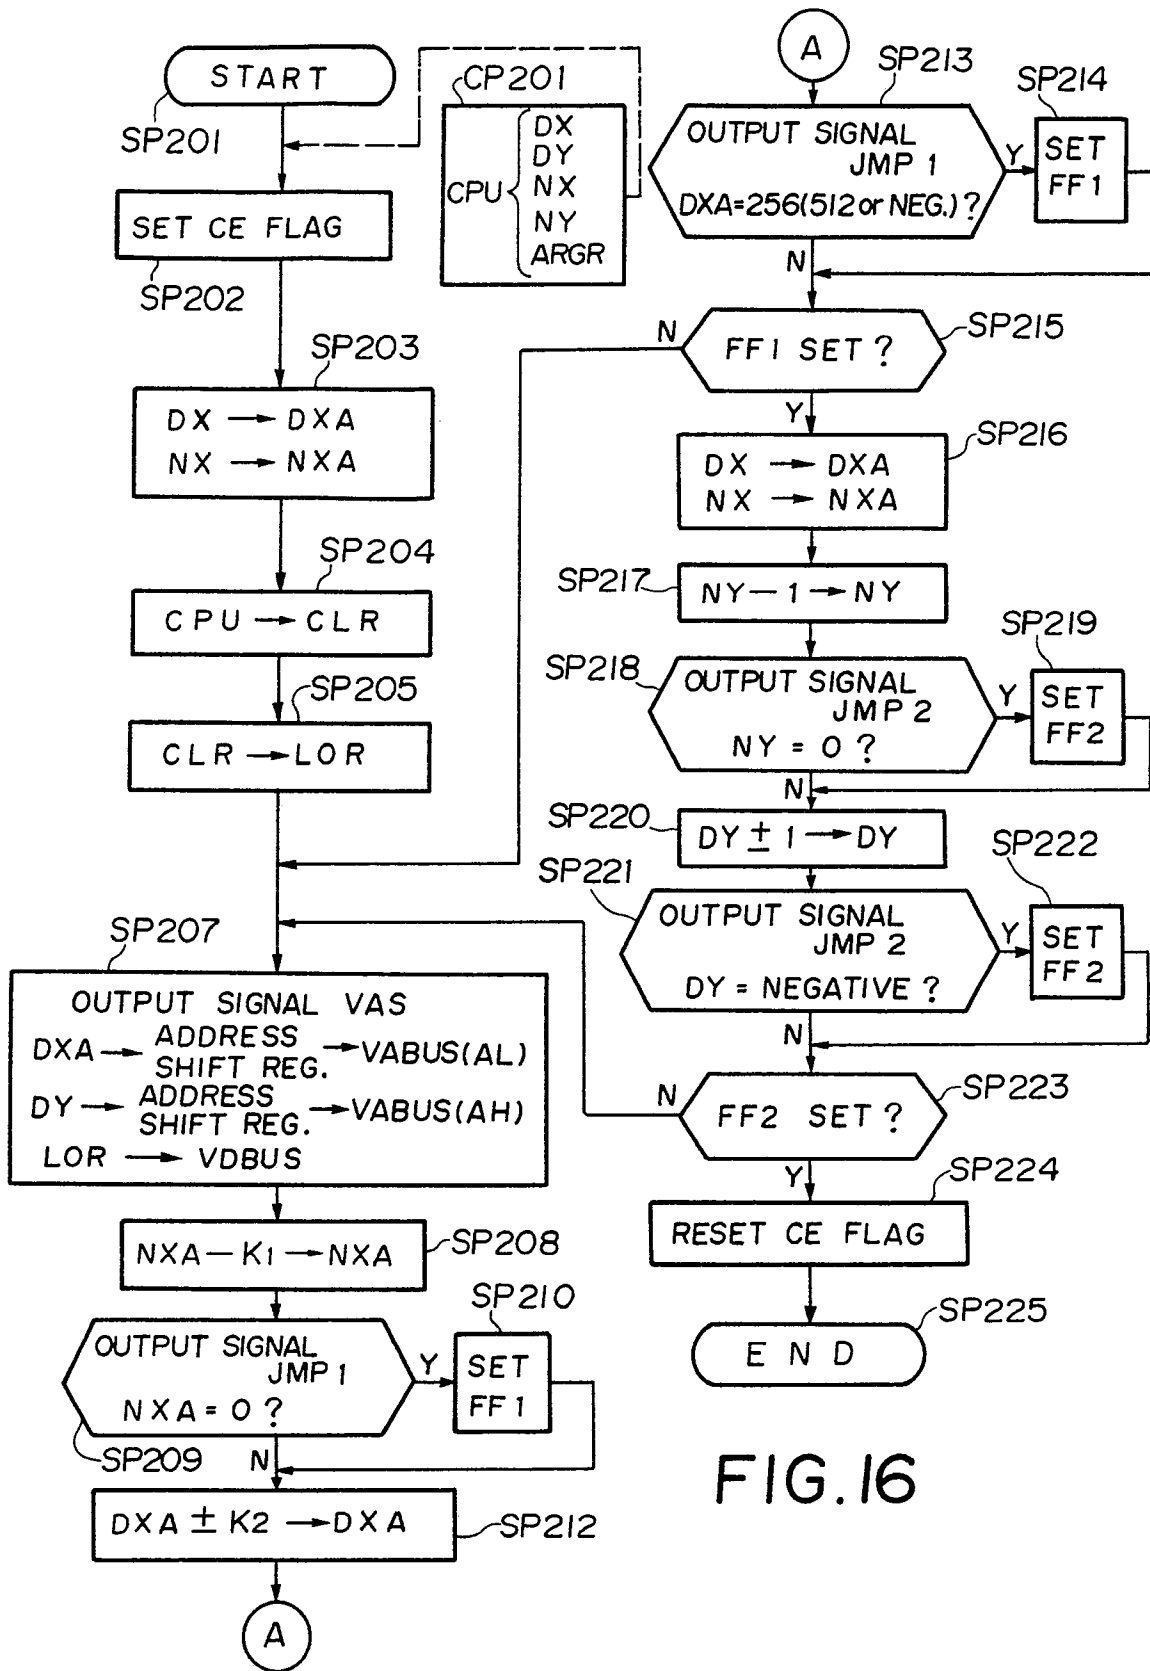 START
SP201
CP201
CPU
DX
DY
NX
NY
ARGR
SET CE FLAG
SP202
SP203
DX → DXA
NX → NXA
SP204
CPU → CLR
SP205
CLR → LOR
SP207
OUTPUT SIGNAL VAS
DXA → ADDRESS SHIFT REG. → VABUS(AL)
DY → ADDRESS SHIFT REG. → VABUS(AH)
LOR → VDBUS
NXA — K1 → NXA
SP208
SP210
OUTPUT SIGNAL
JMP 1
NXA = 0 ?
Y
SET
FF1
SP209
N
DXA ± K2 → DXA
SP212
A
A
SP213
SP214
OUTPUT SIGNAL
JMP 1
DXA=256(512 or NEG.) ?
Y
SET
FF1
N
SP215
N
FF1 SET ?
Y
SP216
DX → DXA
NX → NXA
SP217
NY — 1 → NY
SP219
SP218
OUTPUT SIGNAL
JMP 2
NY = 0 ?
Y
SET
FF2
N
SP220
DY ± 1 → DY
SP222
SP221
OUTPUT SIGNAL
JMP 2
DY = NEGATIVE ?
Y
SET
FF2
N
SP223
N
FF2 SET ?
Y
SP224
RESET CE FLAG
SP225
END
FIG.16